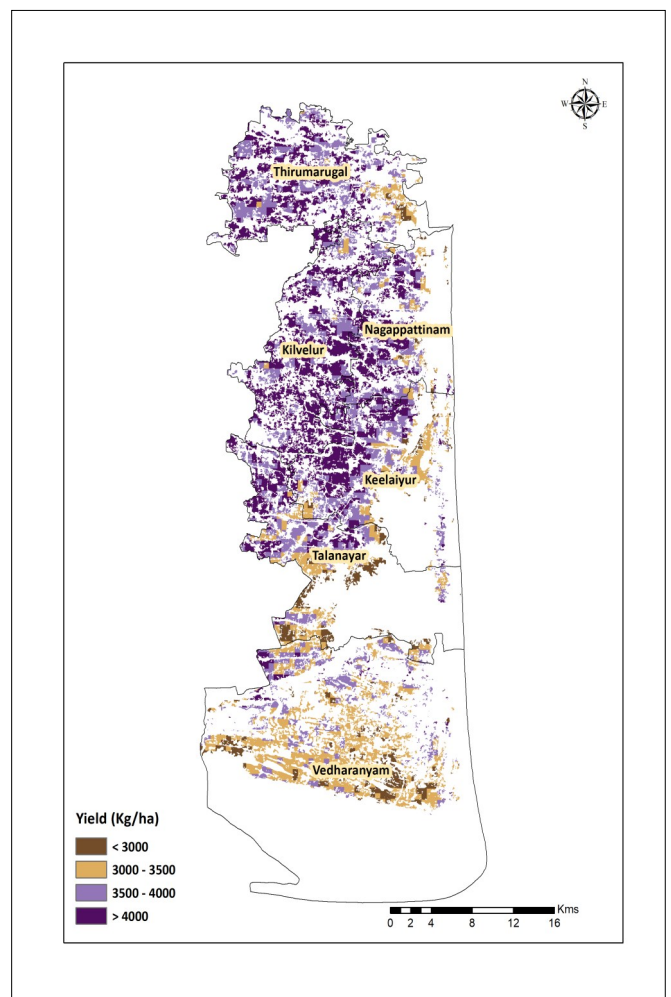 N
W E
S
Thirumarugal
Nagappattinam
Kilvelur
Keelaiyur
Talanayar
Vedharanyam
Yield (Kg/ha)
< 3000
3000 - 3500
3500 - 4000
> 4000
Kms
0 2 4 8 12 16